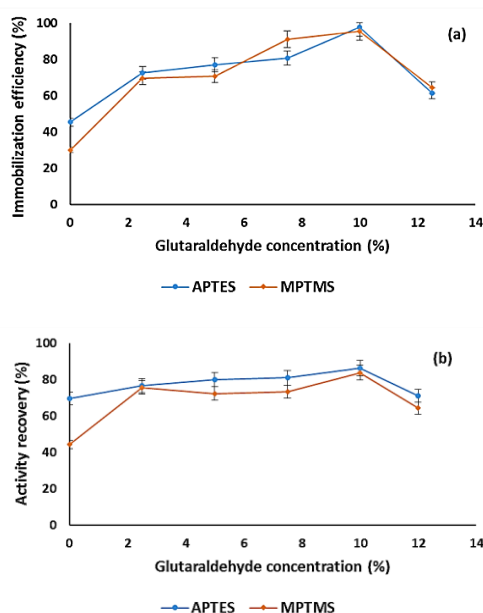 (a)
Immobilization efficiency (%)
100
80
60
40
20
0
0 2 4 6 8 10 12 14
Glutaraldehyde concentration (%)
APTES MPTMS
(b)
Activity recovery (%)
100
80
60
40
20
0
0 2 4 6 8 10 12 14
Glutaraldehyde concentration (%)
APTES MPTMS